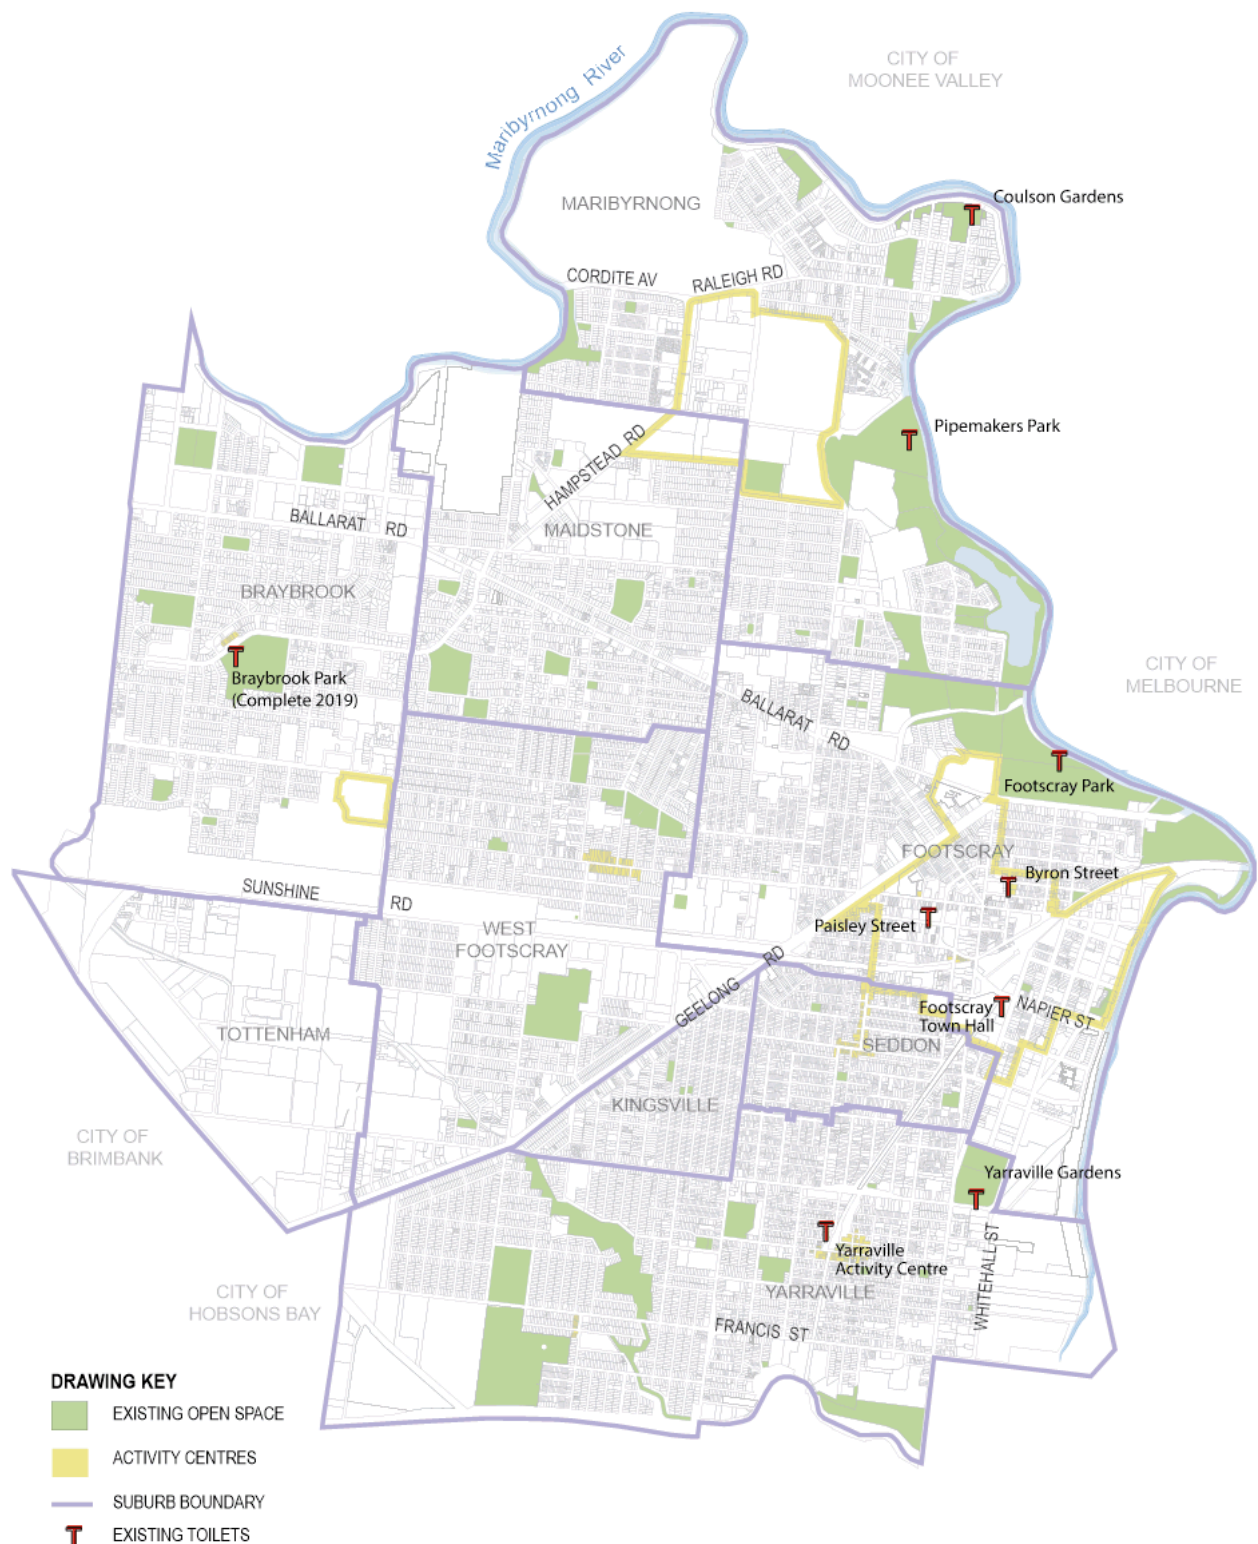 CITY OF
MOONEE VALLEY
Maribyrnong River
Coulson Gardens
MARIBYRNONG
CORDITE AV
RALEIGH RD
Pipemakers Park
HAMPSTEAD RD
MAIDSTONE
BALLARAT RD
BRAYBROOK
Braybrook Park
(Complete 2019)
CITY OF
MELBOURNE
BALLARAT RD
Footscray Park
FOOTSCRAY
Byron Street
SUNSHINE RD
Paisley Street
WEST
FOOTSCRAY
GEELONG RD
Footscray
Town Hall
NAPIER ST
TOTTENHAM
SEDDON
KINGSVILLE
CITY OF
BRIMBANK
Yarraville Gardens
Yarraville
Activity Centre
WHITEHALL ST
CITY OF
HOBSONS BAY
YARRAVILLE
FRANCIS ST
DRAWING KEY
EXISTING OPEN SPACE
ACTIVITY CENTRES
SUBURB BOUNDARY
T EXISTING TOILETS